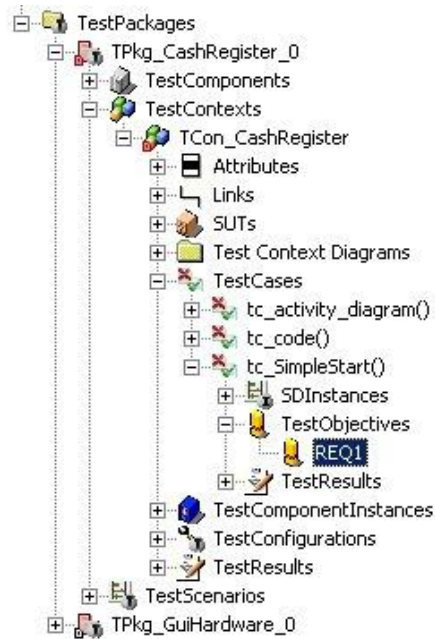 TestPackages
TPkg_CashRegister_0
TestComponents
TestContexts
TCon_CashRegister
Attributes
Links
SUTs
Test Context Diagrams
TestCases
tc_activity_diagram()
tc_code()
tc_SimpleStart()
SDInstances
TestObjectives
REQ1
TestResults
TestComponentInstances
TestConfigurations
TestResults
TestScenarios
TPkg_GuiHardware_0